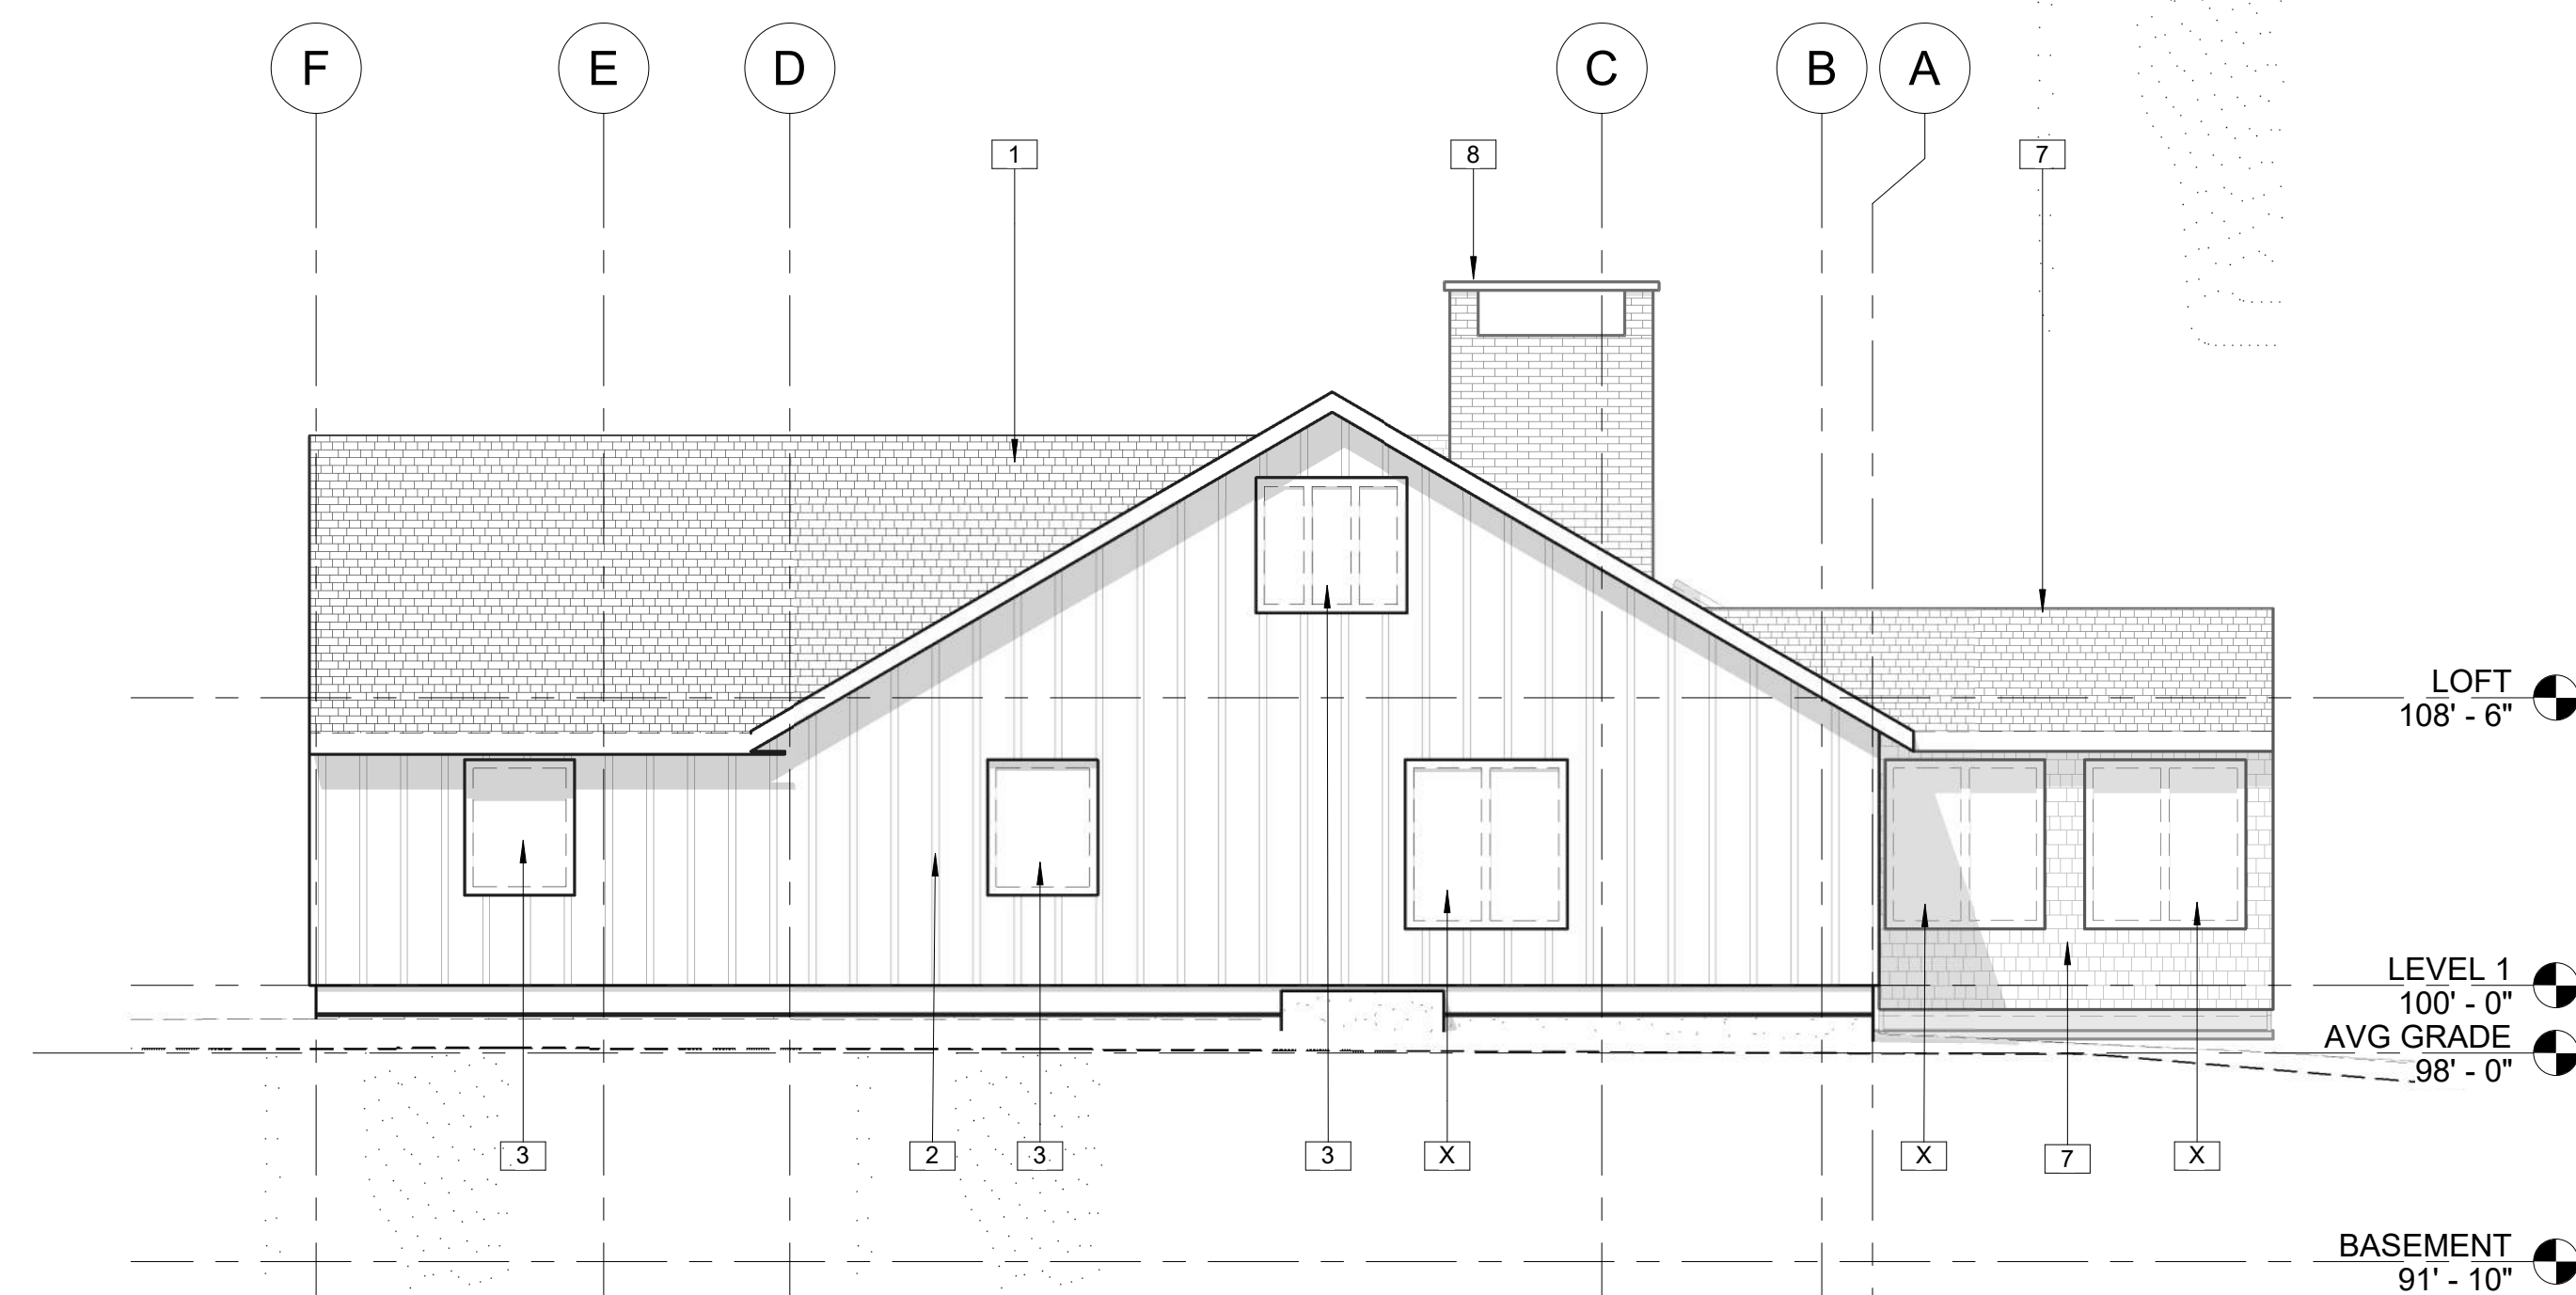 F
E
D
C
B
A
1
8
7
LOFT
108' - 6"
LEVEL 1
100' - 0"
AVG GRADE
98' - 0"
3
2
3
3
X
X
7
X
BASEMENT
91' - 10"